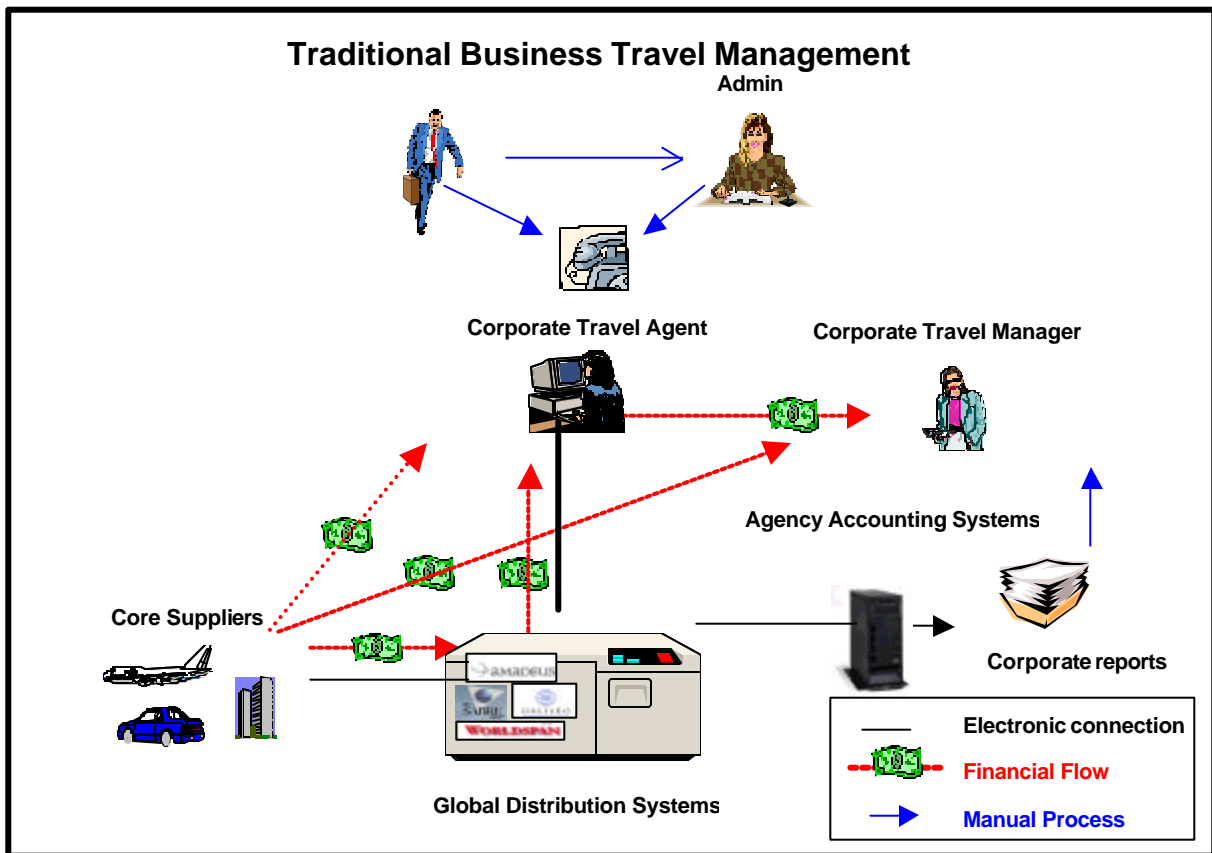 Traditional Business Travel Management
Admin
Corporate Travel Agent
Corporate Travel Manager
Agency Accounting Systems
Core Suppliers
AMADEUS
SABRE
GALILEO
WORLDSPAN
Corporate reports
Global Distribution Systems
Electronic connection
Financial Flow
Manual Process